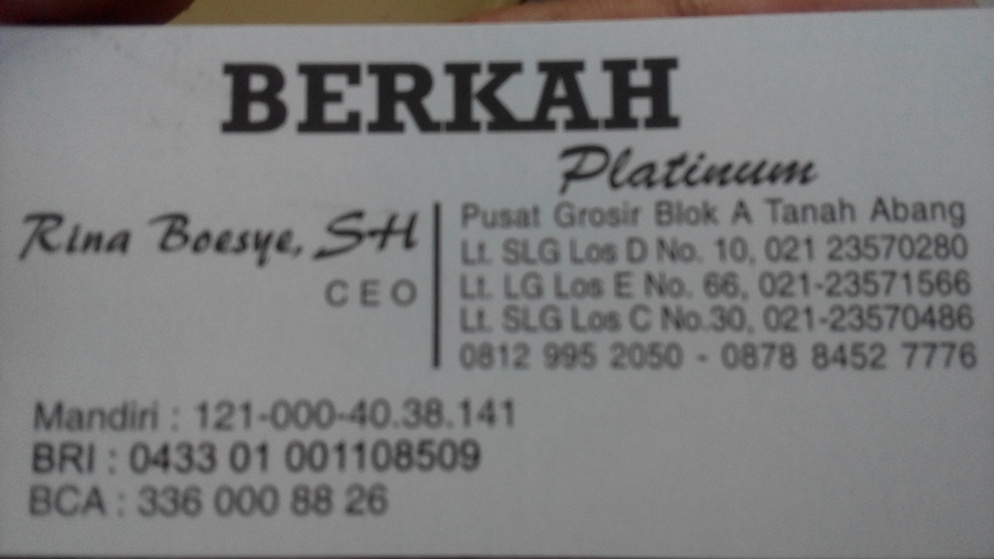 BERKAH
Platinum
Rina Boesye, SH
CEO
Pusat Grosir Blok A Tanah Abang
Lt. SLG Los D No. 10, 021 23570280
Lt. LG Los E No. 66, 021-23571566
Lt. SLG Los C No.30, 021-23570486
0812 995 2050 - 0878 8452 7776
Mandiri : 121-000-40.38.141
BRI : 0433 01 001108509
BCA : 336 000 88 26